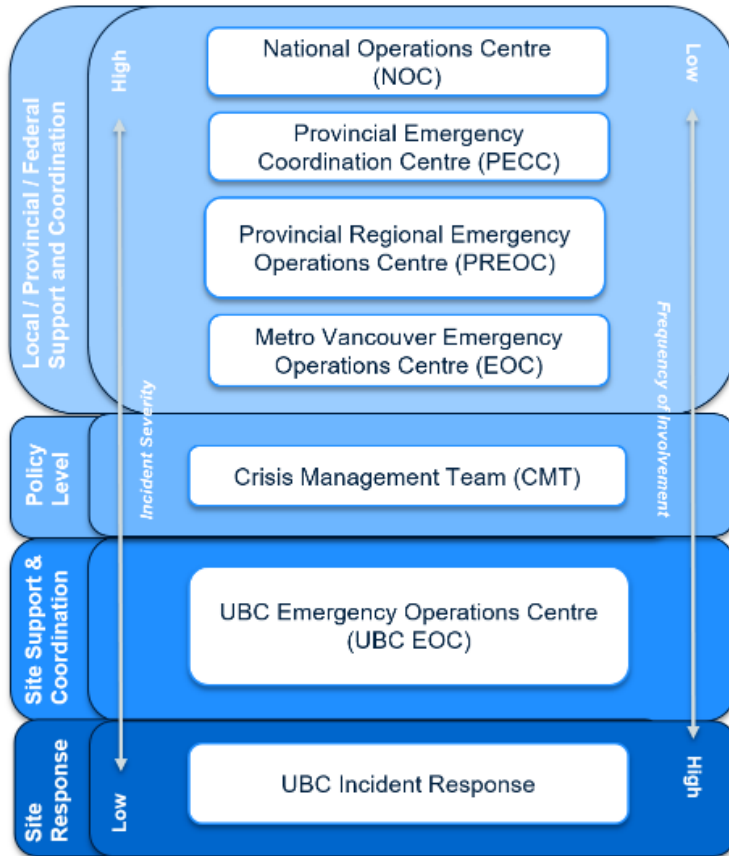 Local / Provincial / Federal
Support and Coordination
High
Low
National Operations Centre
(NOC)
Provincial Emergency
Coordination Centre (PECC)
Provincial Regional Emergency
Operations Centre (PREOC)
Metro Vancouver Emergency
Operations Centre (EOC)
Incident Severity
Frequency of Involvement
Policy
Level
Crisis Management Team (CMT)
Site Support &
Coordination
UBC Emergency Operations Centre
(UBC EOC)
Site
Response
Low
UBC Incident Response
High